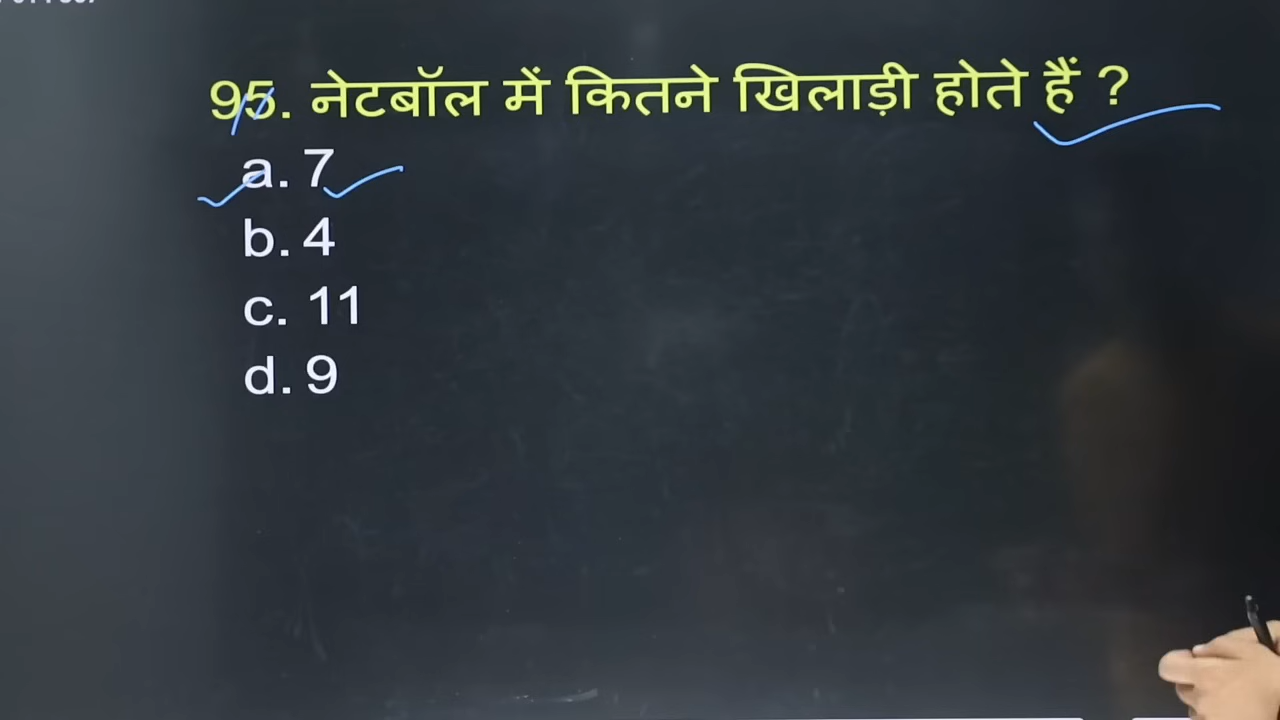 95. नेटबॉल में कितने खिलाड़ी होते हैं ?
a. 7
b. 4
c. 11
d. 9